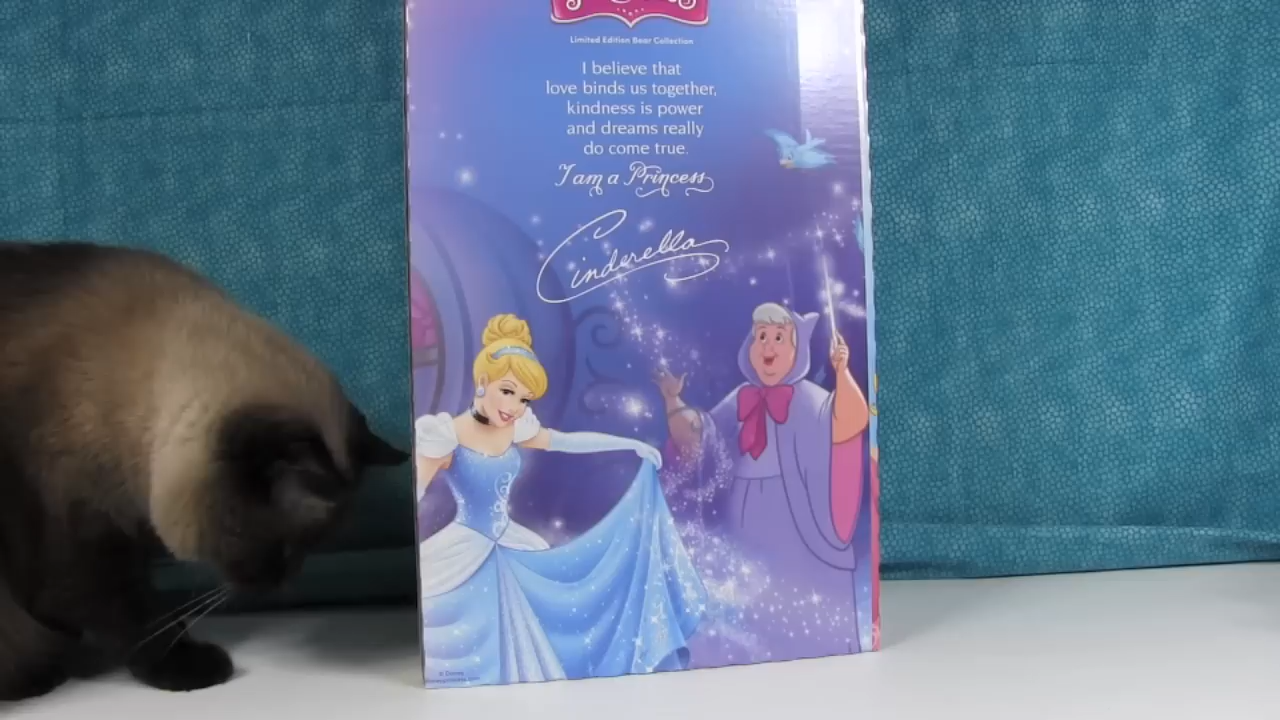 Limited Edition Bear Collection
I believe that
love binds us together,
kindness is power
and dreams really
do come true.
I am a Princess
Cinderella
© Disney